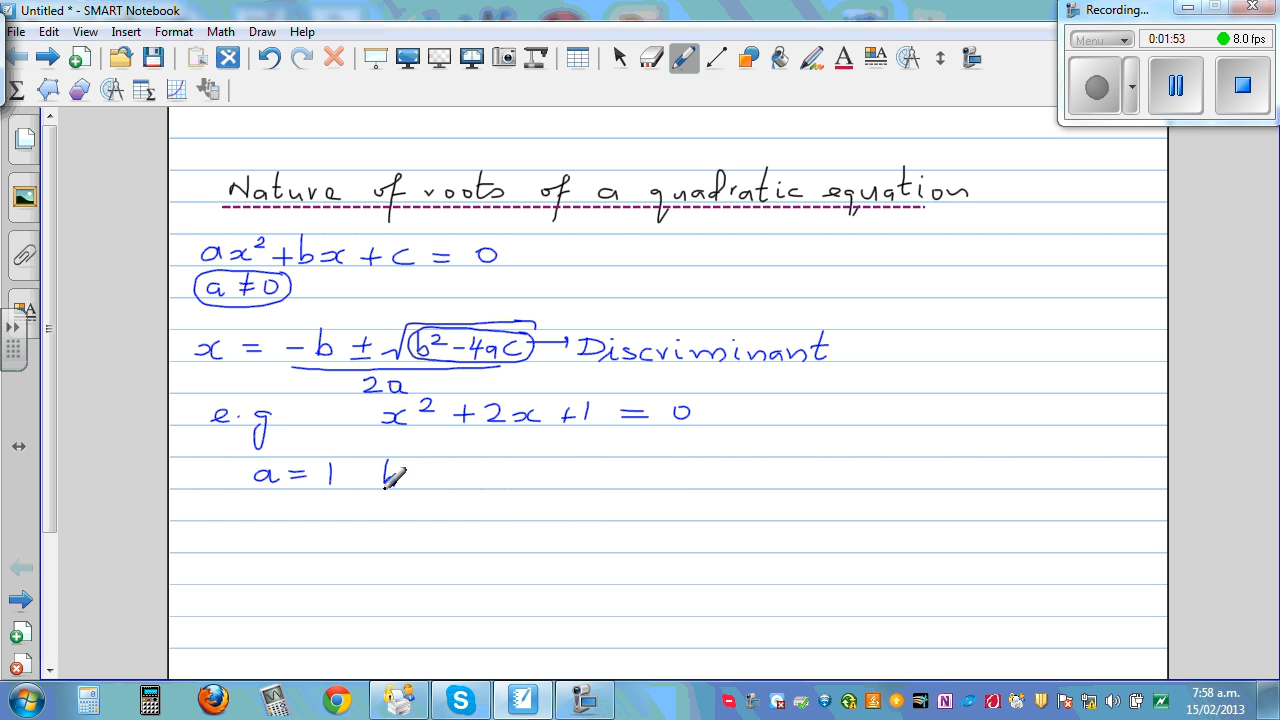 Untitled * - SMART Notebook
File Edit View Insert Format Math Draw Help
Recording...
Menu 0:01:53 8.0 fps
Nature of roots of a quadratic equation
ax² + bx + c = 0
a ≠ 0
x = -b ± √b² - 4ac → Discriminant
2a
e.g x² + 2x + 1 = 0
a = 1 b
7:58 a.m.
15/02/2013